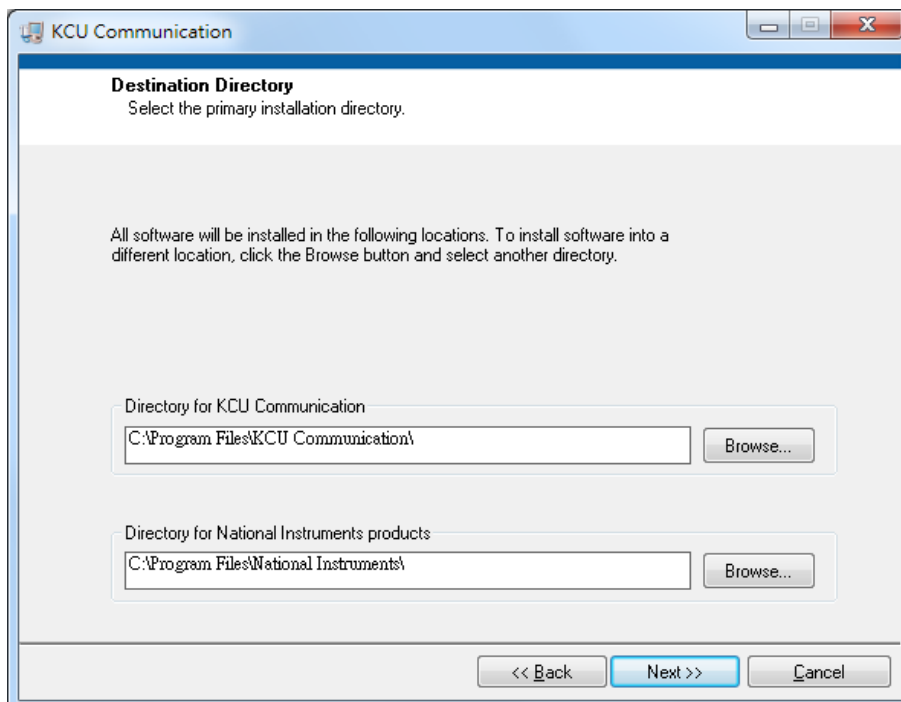 KCU Communication
Destination Directory
Select the primary installation directory.
All software will be installed in the following locations. To install software into a
different location, click the Browse button and select another directory.
Directory for KCU Communication
C:\Program Files\KCU Communication\
Browse...
Directory for National Instruments products
C:\Program Files\National Instruments\
Browse...
<< Back
Next >>
Cancel